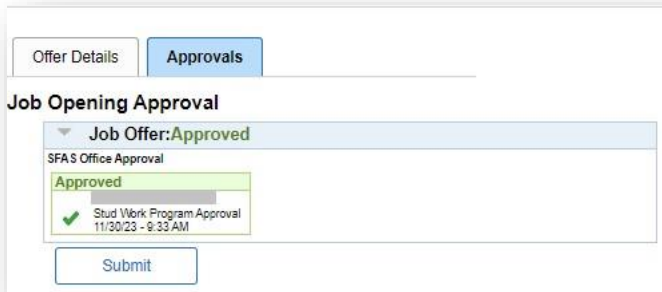 Offer Details Approvals
Job Opening Approval
Job Offer:Approved
SFAS Office Approval
Approved
Stud Work Program Approval
11/30/23 - 9:33 AM
Submit